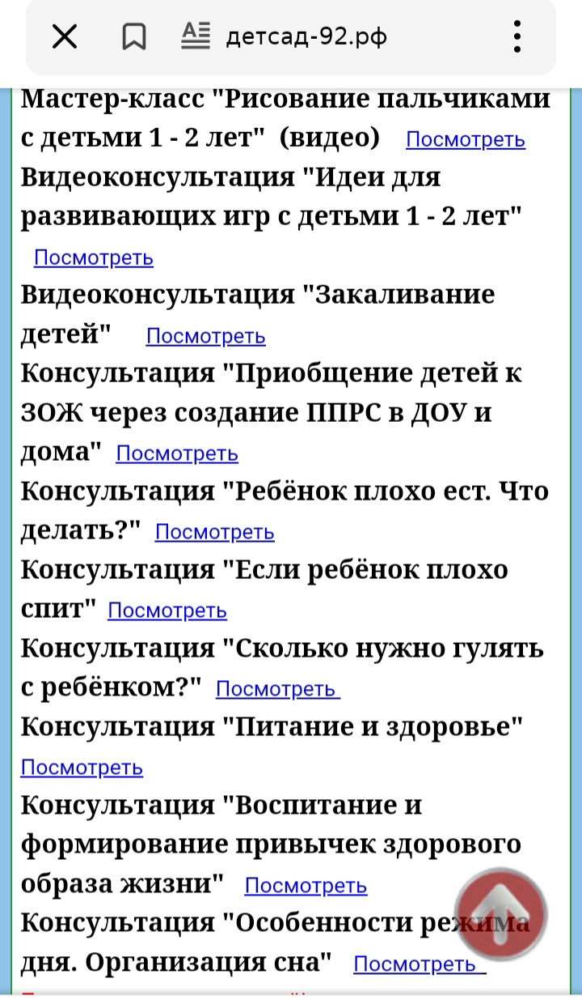 детсад-92.рф
Мастер-класс "Рисование пальчиками
с детьми 1 - 2 лет" (видео) Посмотреть
Видеоконсультация "Идеи для
развивающих игр с детьми 1 - 2 лет"
Посмотреть
Видеоконсультация "Закаливание
детей" Посмотреть
Консультация "Приобщение детей к
ЗОЖ через создание ППРС в ДОУ и
дома" Посмотреть
Консультация "Ребёнок плохо ест. Что
делать?" Посмотреть
Консультация "Если ребёнок плохо
спит" Посмотреть
Консультация "Сколько нужно гулять
с ребёнком?" Посмотреть
Консультация "Питание и здоровье"
Посмотреть
Консультация "Воспитание и
формирование привычек здорового
образа жизни" Посмотреть
Консультация "Особенности режима
дня. Организация сна" Посмотреть